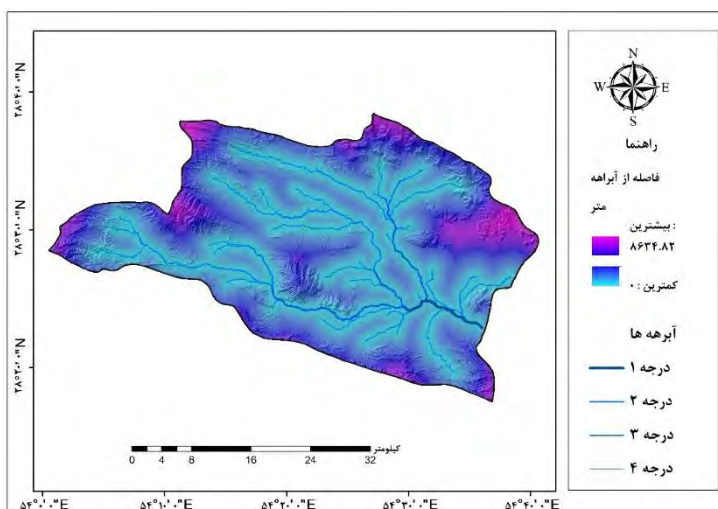 ۲۸°۴۰'۰"N
۲۸°۳۰'۰"N
۲۸°۲۰'۰"N
۵۴°۰'۰"E
۵۴°۱۰'۰"E
۵۴°۲۰'۰"E
۵۴°۳۰'۰"E
۵۴°۴۰'۰"E
کیلومتر
0 4 8 16 24 32
N
W E
S
راهنما
فاصله از آبراهه
متر
بیشترین :
۸۶۳۴.۸۲
کمترین : ۰
آبرهه ها
درجه ۱
درجه ۲
درجه ۳
درجه ۴